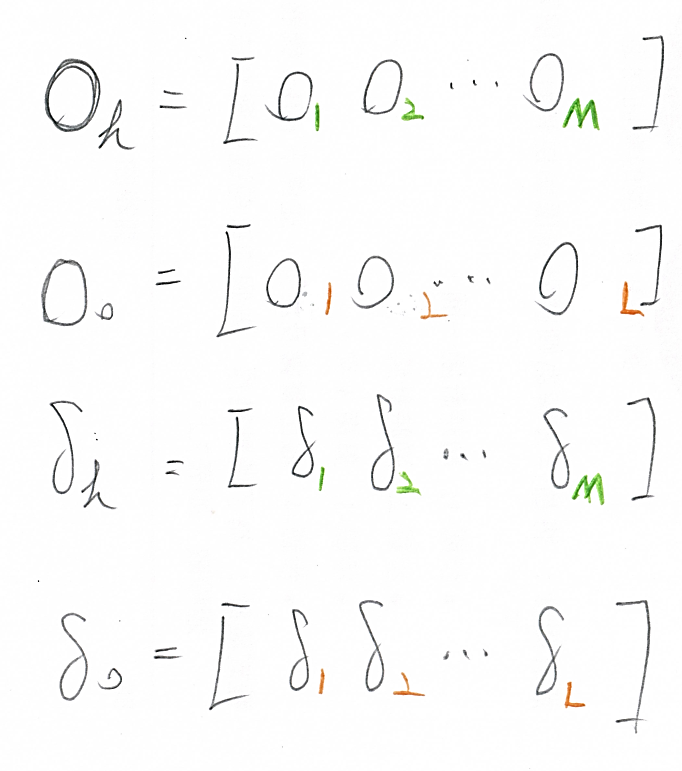 O_h = [ O_1 O_2 ... O_M ]
O_o = [ O_1 O_2 ... O_L ]
δ_h = [ δ_1 δ_2 ... δ_M ]
δ_o = [ δ_1 δ_2 ... δ_L ]